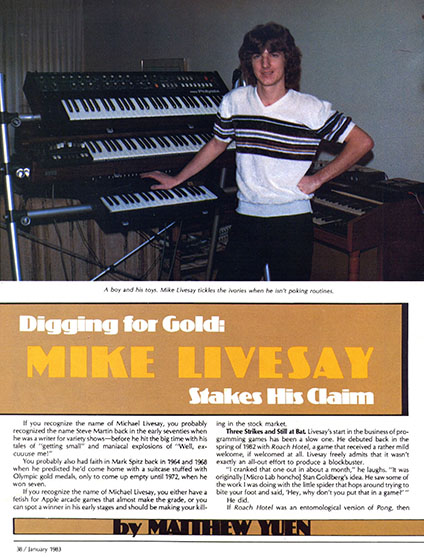 A boy and his toys. Mike Livesay tickles the ivories when he isn't poking routines.
Digging for Gold:
MIKE LIVESAY
Stakes His Claim
If you recognize the name of Michael Livesay, you probably
recognized the name Steve Martin back in the early seventies when
he was a writer for variety shows—before he hit the big time with his
tales of "getting small" and maniacal explosions of "Well, ex-
cuuuse me!"
You probably also had faith in Mark Spitz back in 1964 and 1968
when he predicted he'd come home with a suitcase stuffed with
Olympic gold medals, only to come up empty until 1972, when he
won seven.
If you recognize the name of Michael Livesay, you either have a
fetish for Apple arcade games that almost make the grade, or you
can spot a winner in his early stages and should be making your kill-
ing in the stock market.
Three Strikes and Still at Bat. Livesay's start in the business of pro-
gramming games has been a slow one. He debuted back in the
spring of 1982 with Roach Hotel, a game that received a rather mild
welcome, if welcomed at all. Livesay freely admits that it wasn't
exactly an all-out effort to produce a blockbuster.
"I cranked that one out in about a month," he laughs. "It was
originally [Micro Lab honcho] Stan Goldberg's idea. He saw some of
the work I was doing with the little spider that hops around trying to
bite your foot and said, 'Hey, why don't you put that in a game?'"
He did.
If Roach Hotel was an entomological version of Pong, then
by MATTHEW YUEN
38 / January 1983